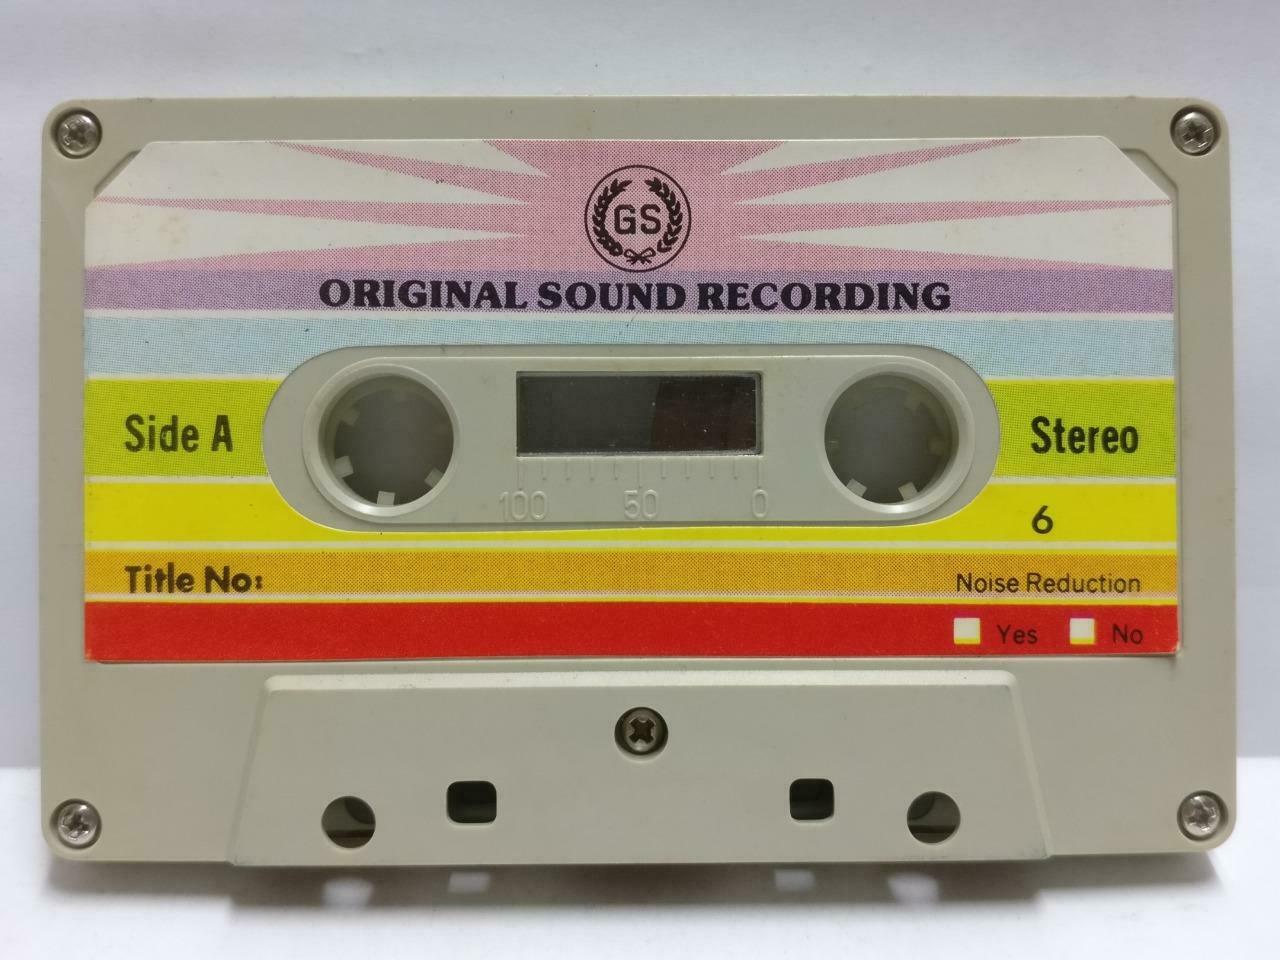 GS
ORIGINAL SOUND RECORDING
Side A
Stereo
100 50 0
6
Title No:
Noise Reduction
Yes No